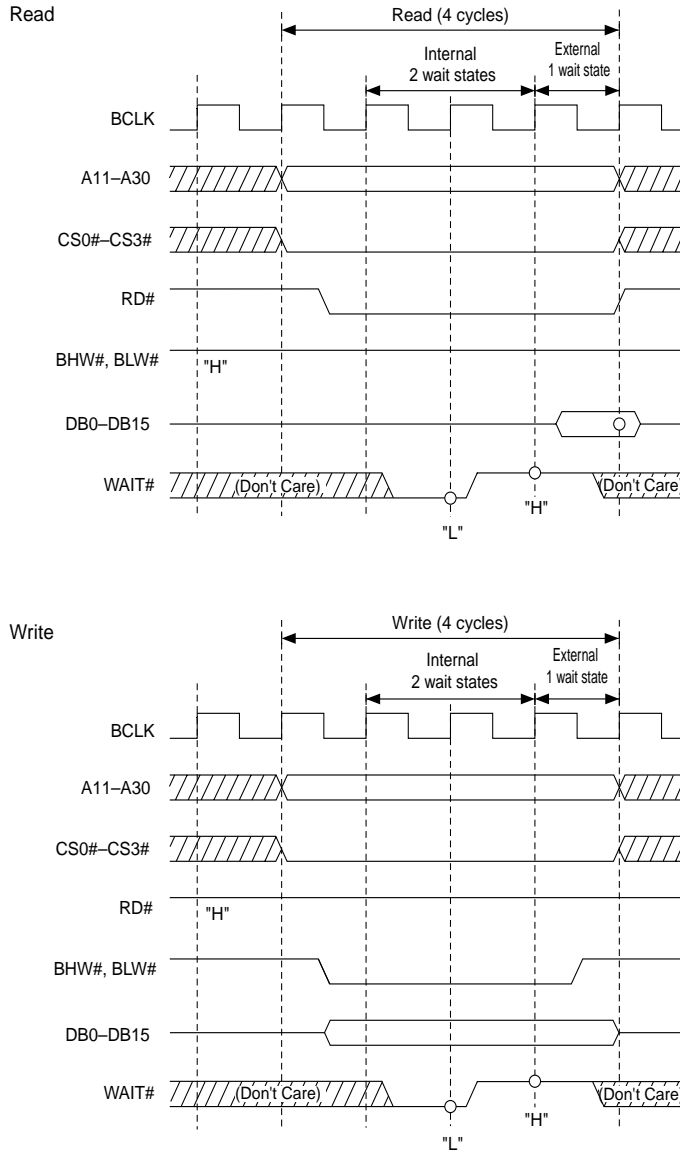 Read
Read (4 cycles)
Internal
2 wait states
External
1 wait state
BCLK
A11–A30
CS0#–CS3#
RD#
BHW#, BLW#
"H"
DB0–DB15
WAIT#
(Don't Care)
(Don't Care)
"L"
"H"
Write
Write (4 cycles)
Internal
2 wait states
External
1 wait state
BCLK
A11–A30
CS0#–CS3#
RD#
"H"
BHW#, BLW#
DB0–DB15
WAIT#
(Don't Care)
(Don't Care)
"L"
"H"